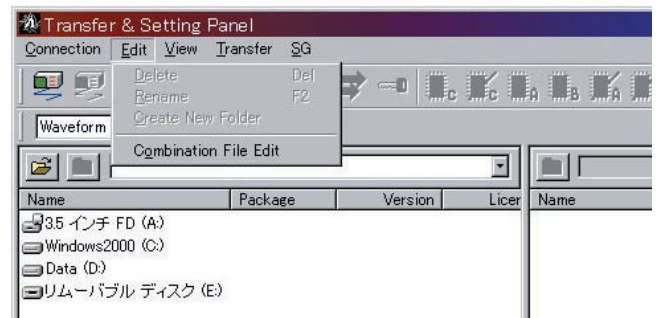 Transfer & Setting Panel
Connection Edit View Transfer SG
Delete Del
Rename F2
Create New Folder
Combination File Edit
Waveform
C C A B A
Name Package Version Licer Name
3.5 インチ FD (A:)
Windows2000 (C:)
Data (D:)
リムーバブル ディスク (E:)